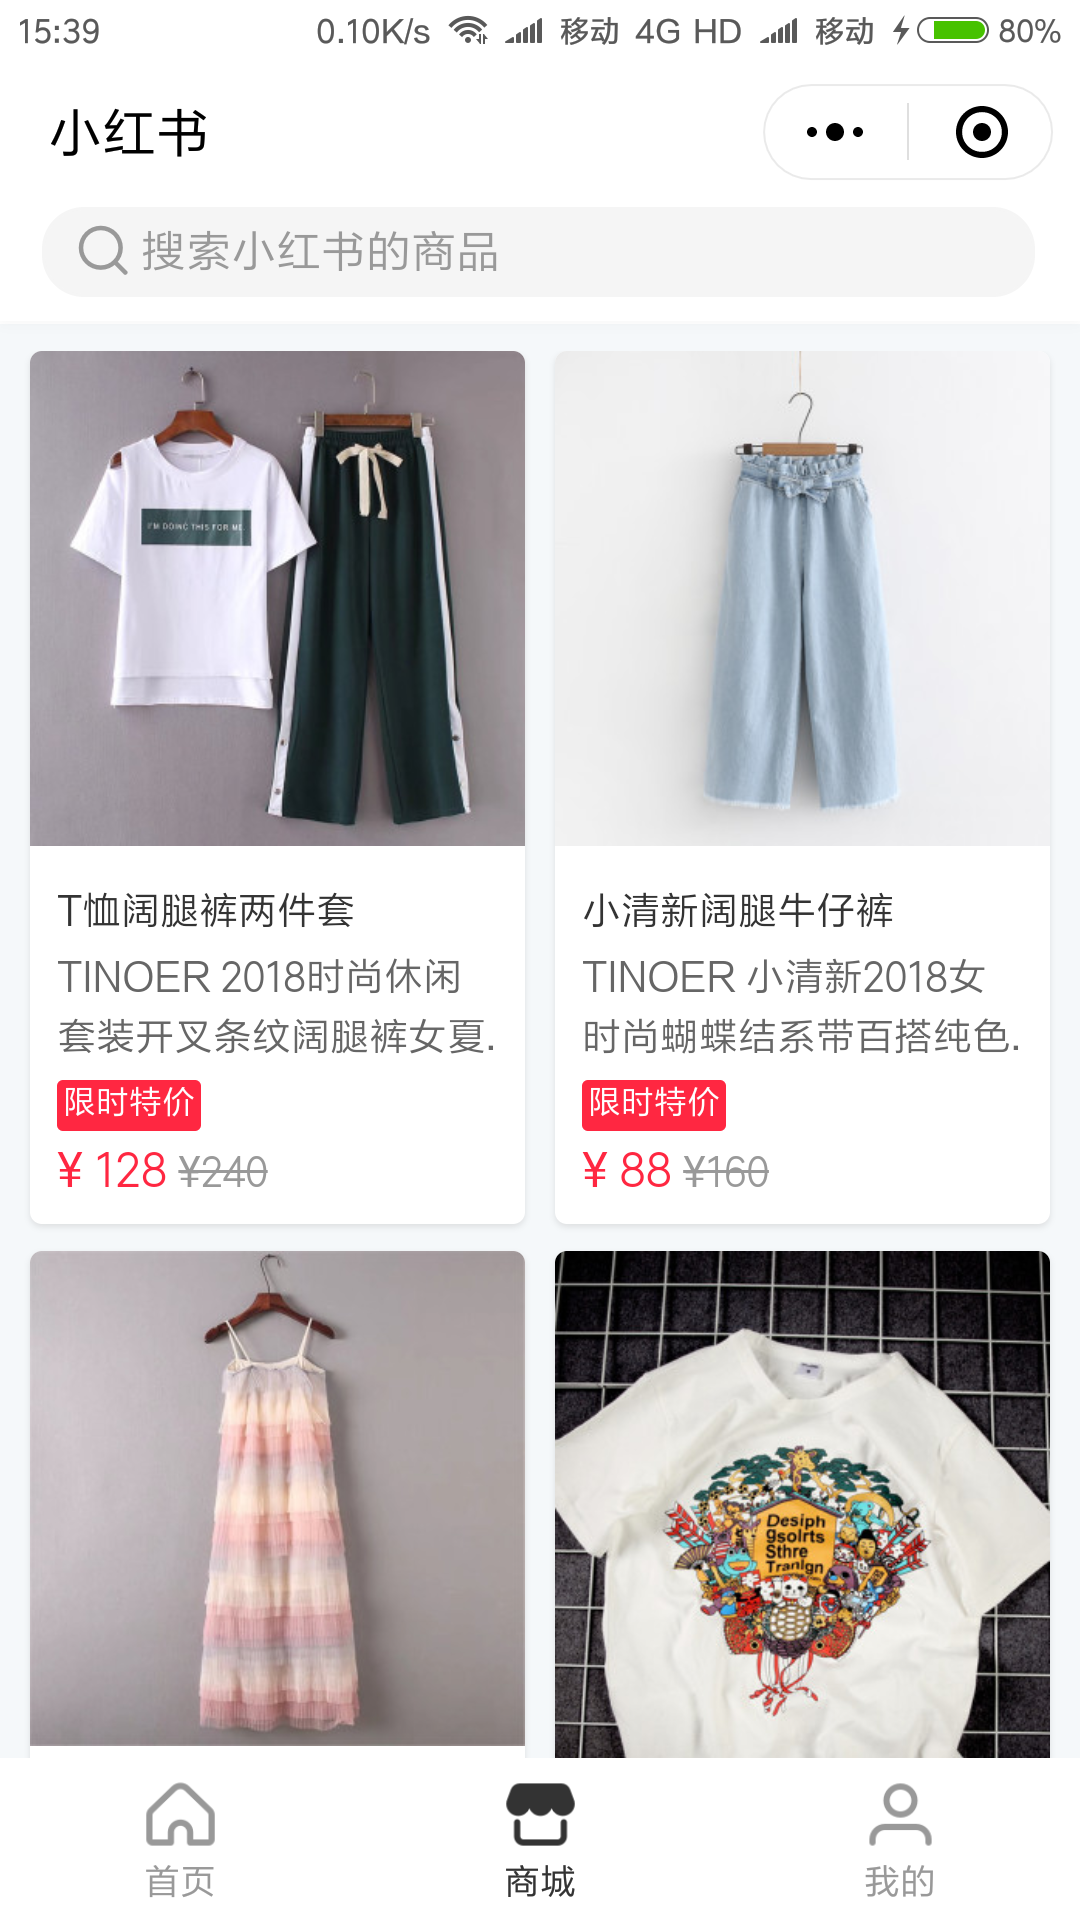 15:39 0.10K/s 移动 4G HD 移动 80%
小红书
搜索小红书的商品
I'M DOING THIS FOR ME.
T恤阔腿裤两件套
TINOER 2018时尚休闲
套装开叉条纹阔腿裤女夏.
限时特价
¥ 128 ¥240
小清新阔腿牛仔裤
TINOER 小清新2018女
时尚蝴蝶结系带百搭纯色.
限时特价
¥ 88 ¥160
Desiph
gsolrts
Sthre
Tranlgn
首页 商城 我的